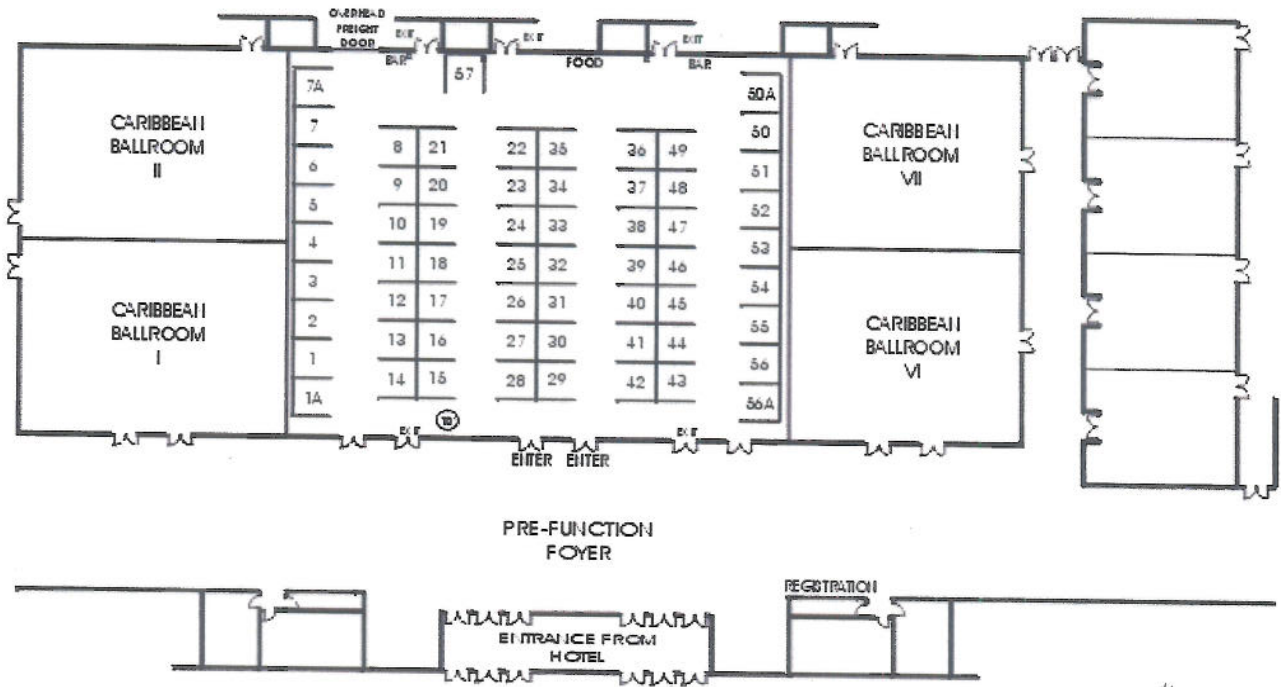 OVERHEAD
FREIGHT
DOOR
EXIT
EXIT
EXIT
BAR
57
FOOD
BAR
CARIBBEAN
BALLROOM
II
CARIBBEAN
BALLROOM
I
7A
7
6
5
4
3
2
1
1A
8 21
9 20
10 19
11 18
12 17
13 16
14 15
22 35
23 34
24 33
25 32
26 31
27 30
28 29
36 49
37 48
38 47
39 46
40 45
41 44
42 43
50A
50
51
52
53
54
55
56
56A
CARIBBEAN
BALLROOM
VII
CARIBBEAN
BALLROOM
VI
EXIT
EXIT
ENTER ENTER
PRE-FUNCTION
FOYER
REGISTRATION
ENTRANCE FROM
HOTEL